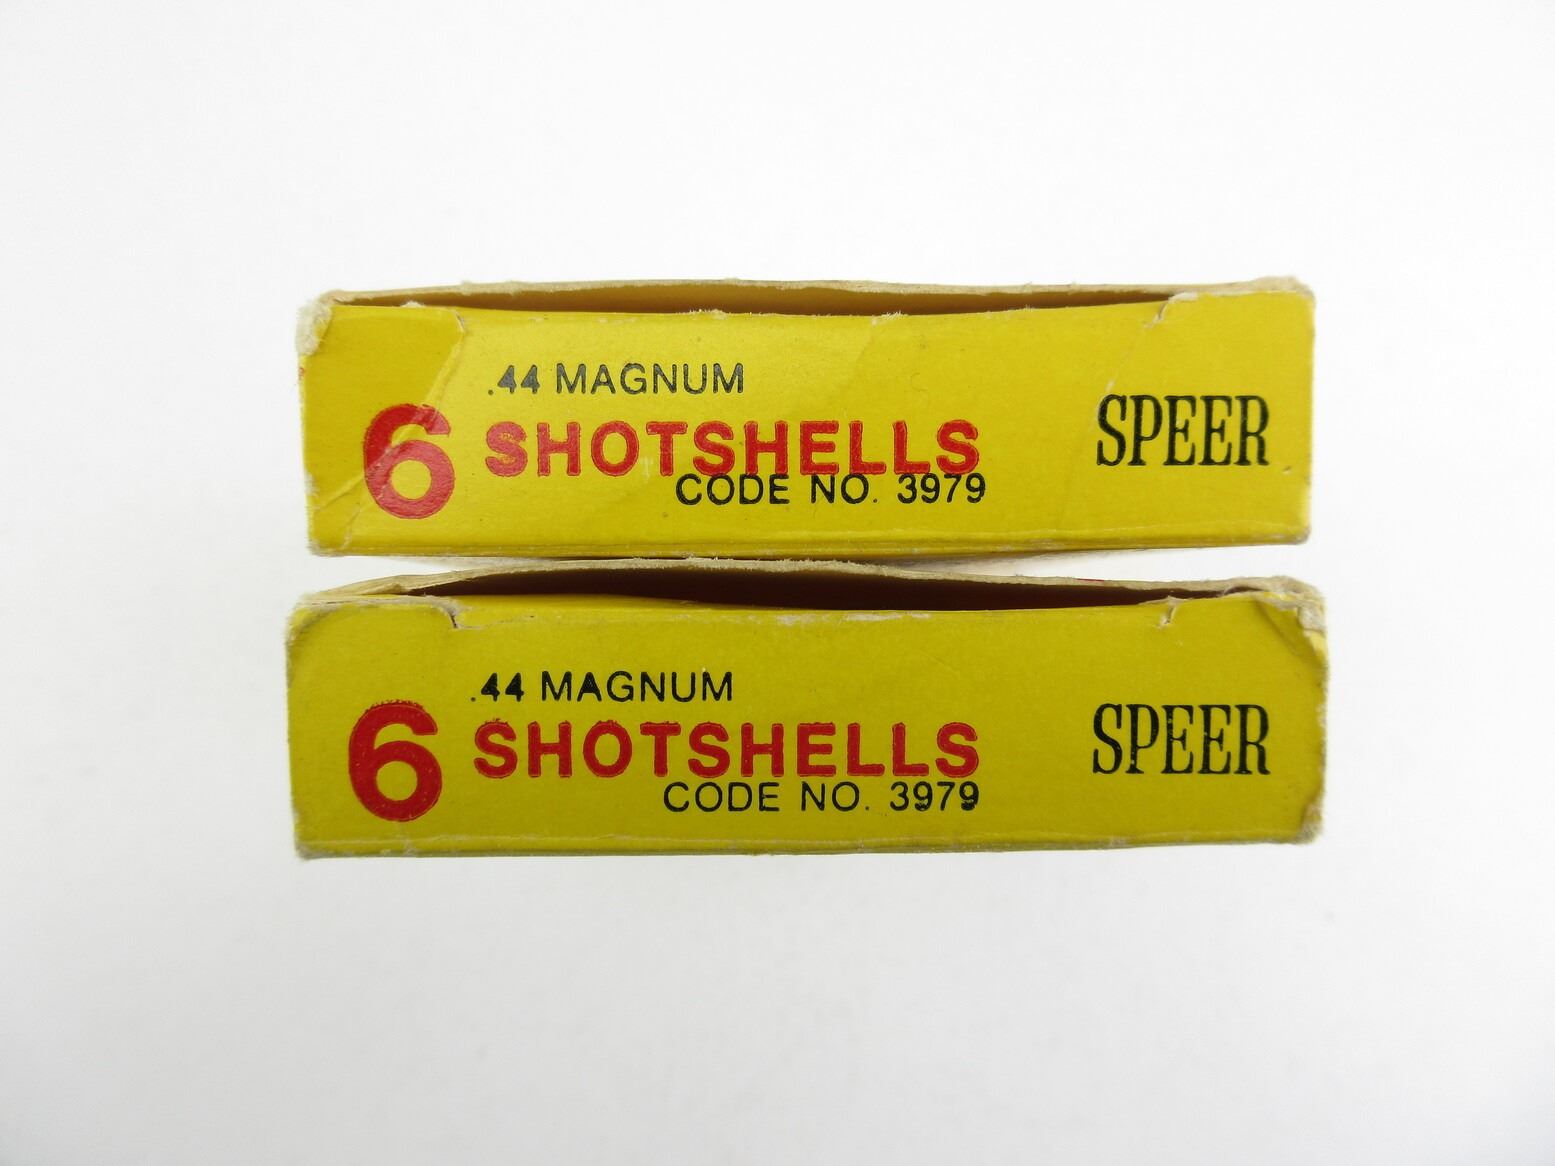 .44 MAGNUM
6 SHOTSHELLS
CODE NO. 3979
SPEER
.44 MAGNUM
6 SHOTSHELLS
CODE NO. 3979
SPEER